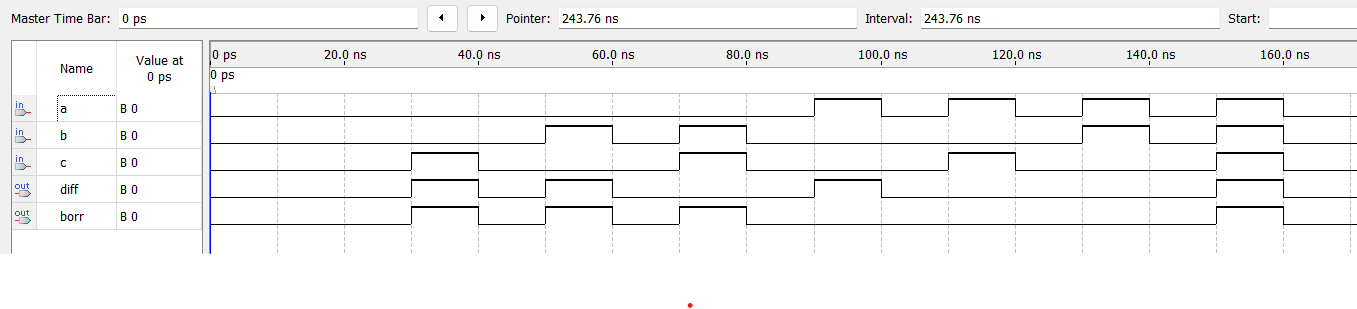 Master Time Bar: 0 ps Pointer: 243.76 ns Interval: 243.76 ns Start:
Name Value at 0 ps
0 ps 20.0 ns 40.0 ns 60.0 ns 80.0 ns 100.0 ns 120.0 ns 140.0 ns 160.0 ns
0 ps
in a B 0
in b B 0
in c B 0
out diff B 0
out borr B 0